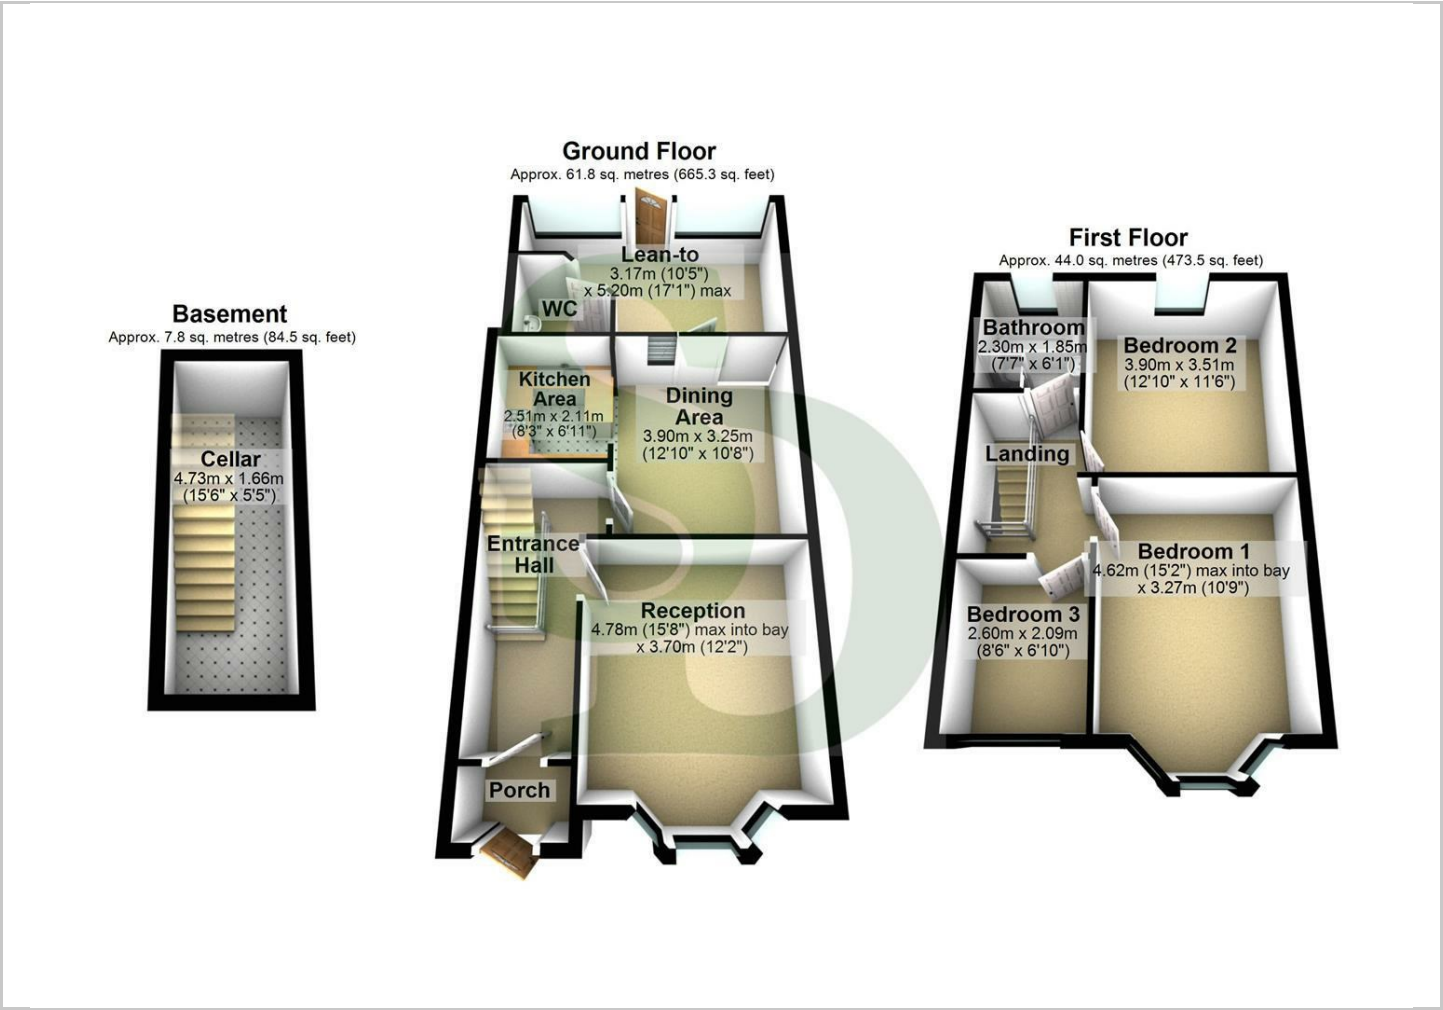 Basement
Approx. 7.8 sq. metres (84.5 sq. feet)
Cellar
4.73m x 1.66m
(15'6" x 5'5")
Ground Floor
Approx. 61.8 sq. metres (665.3 sq. feet)
Lean-to
3.17m (10'5")
x 5.20m (17'1") max
WC
Kitchen
Area
2.51m x 2.11m
(8'3" x 6'11")
Dining
Area
3.90m x 3.25m
(12'10" x 10'8")
Entrance
Hall
Reception
4.78m (15'8") max into bay
x 3.70m (12'2")
Porch
First Floor
Approx. 44.0 sq. metres (473.5 sq. feet)
Bathroom
2.30m x 1.85m
(7'7" x 6'1")
Bedroom 2
3.90m x 3.51m
(12'10" x 11'6")
Landing
Bedroom 1
4.62m (15'2") max into bay
x 3.27m (10'9")
Bedroom 3
2.60m x 2.09m
(8'6" x 6'10")
SD